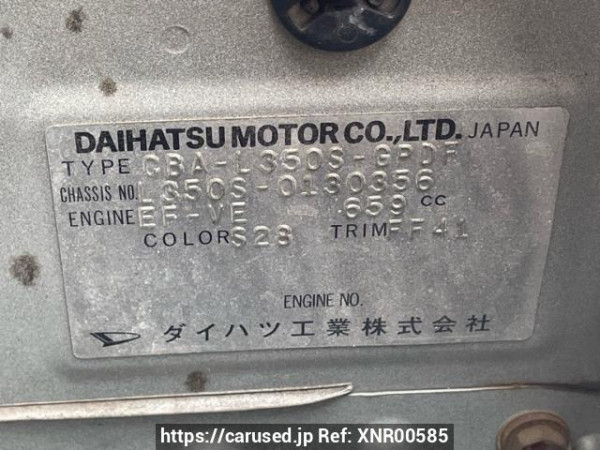 DAIHATSU MOTOR CO.,LTD. JAPAN
TYPE CBA-L350S-GPDF
CHASSIS NO. L350S-0130356
ENGINE EF-VE 659 cc
COLOR S28 TRIM FF41
ENGINE NO.
ダイハツ工業株式会社
https://carused.jp Ref: XNR00585